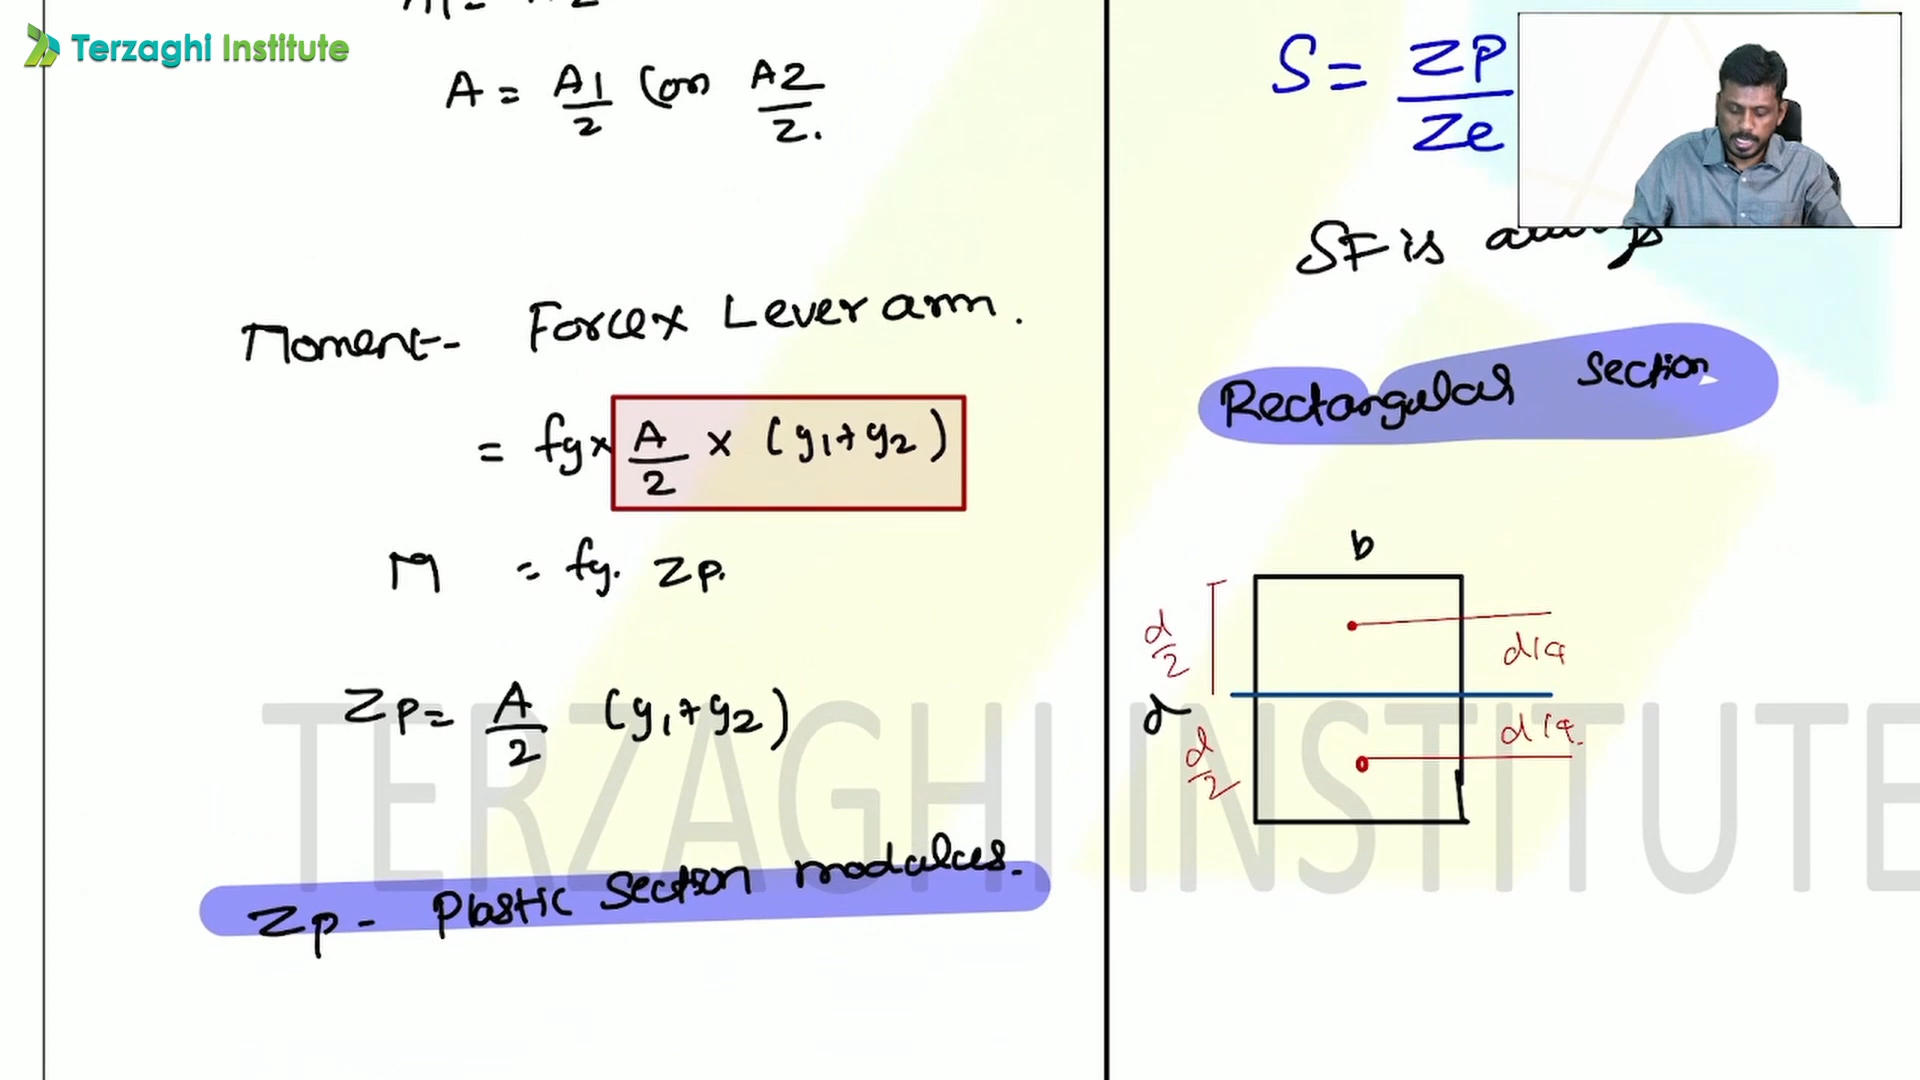 Terzaghi Institute
A = A1/2 (or) A2/2.
Moment - Force x Lever arm.
= fy x A/2 x (y1+y2)
M = fy. Zp.
Zp = A/2 (y1+y2)
Zp - Plastic Section modulus.
S = ZP/Ze
SF is
Rectangular Section
b
d/2
d/4
d
d/4.
d/2
TERZAGHI INSTITUTE